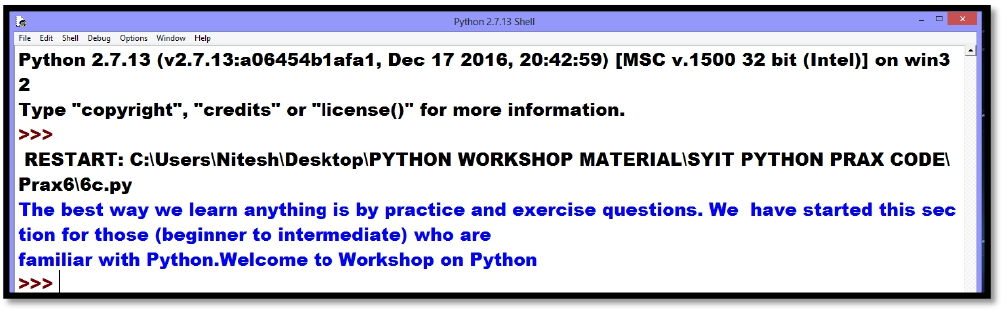 Python 2.7.13 Shell
File Edit Shell Debug Options Window Help
Python 2.7.13 (v2.7.13:a06454b1afa1, Dec 17 2016, 20:42:59) [MSC v.1500 32 bit (Intel)] on win3
2
Type "copyright", "credits" or "license()" for more information.
>>>
RESTART: C:\Users\Nitesh\Desktop\PYTHON WORKSHOP MATERIAL\SYIT PYTHON PRAX CODE\
Prax6\6c.py
The best way we learn anything is by practice and exercise questions. We  have started this sec
tion for those (beginner to intermediate) who are
familiar with Python.Welcome to Workshop on Python
>>>